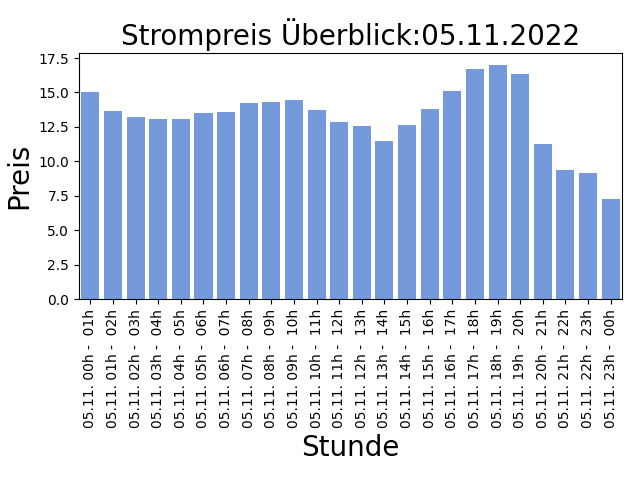 Strompreis Überblick:05.11.2022
Preis
17.5
15.0
12.5
10.0
7.5
5.0
2.5
0.0
05.11. 00h - 01h
05.11. 01h - 02h
05.11. 02h - 03h
05.11. 03h - 04h
05.11. 04h - 05h
05.11. 05h - 06h
05.11. 06h - 07h
05.11. 07h - 08h
05.11. 08h - 09h
05.11. 09h - 10h
05.11. 10h - 11h
05.11. 11h - 12h
05.11. 12h - 13h
05.11. 13h - 14h
05.11. 14h - 15h
05.11. 15h - 16h
05.11. 16h - 17h
05.11. 17h - 18h
05.11. 18h - 19h
05.11. 19h - 20h
05.11. 20h - 21h
05.11. 21h - 22h
05.11. 22h - 23h
05.11. 23h - 00h
Stunde